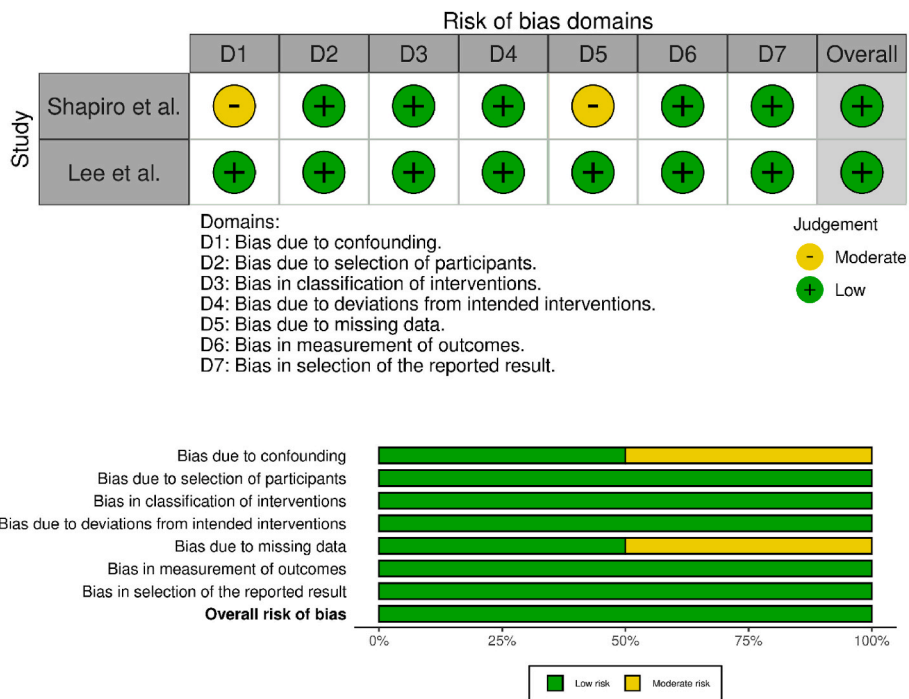 Risk of bias domains
D1 D2 D3 D4 D5 D6 D7 Overall
Study
Shapiro et al. - + + + - + + +
Lee et al. + + + + + + + +
Domains:
D1: Bias due to confounding.
D2: Bias due to selection of participants.
D3: Bias in classification of interventions.
D4: Bias due to deviations from intended interventions.
D5: Bias due to missing data.
D6: Bias in measurement of outcomes.
D7: Bias in selection of the reported result.
Judgement
- Moderate
+ Low
Bias due to confounding
Bias due to selection of participants
Bias in classification of interventions
Bias due to deviations from intended interventions
Bias due to missing data
Bias in measurement of outcomes
Bias in selection of the reported result
Overall risk of bias
0% 25% 50% 75% 100%
Low risk Moderate risk